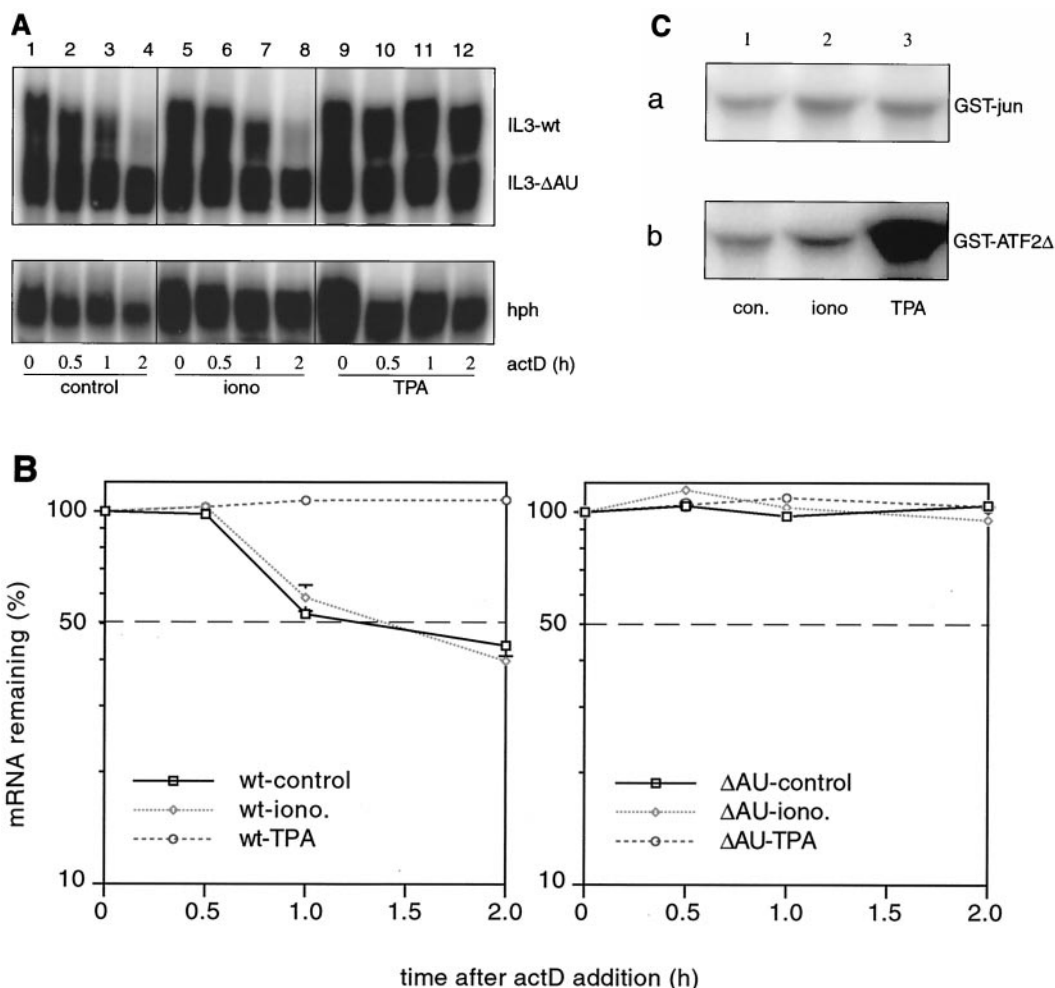 A
1 2 3 4 5 6 7 8 9 10 11 12
IL3-wt
IL3-ΔAU
hph
0 0.5 1 2 0 0.5 1 2 0 0.5 1 2 actD (h)
control iono TPA
C
1 2 3
a GST-jun
b GST-ATF2Δ
con. iono TPA
B
mRNA remaining (%)
100
50
10
0 0.5 1.0 1.5 2.0
wt-control
wt-iono.
wt-TPA
100
50
10
0 0.5 1.0 1.5 2.0
ΔAU-control
ΔAU-iono.
ΔAU-TPA
time after actD addition (h)